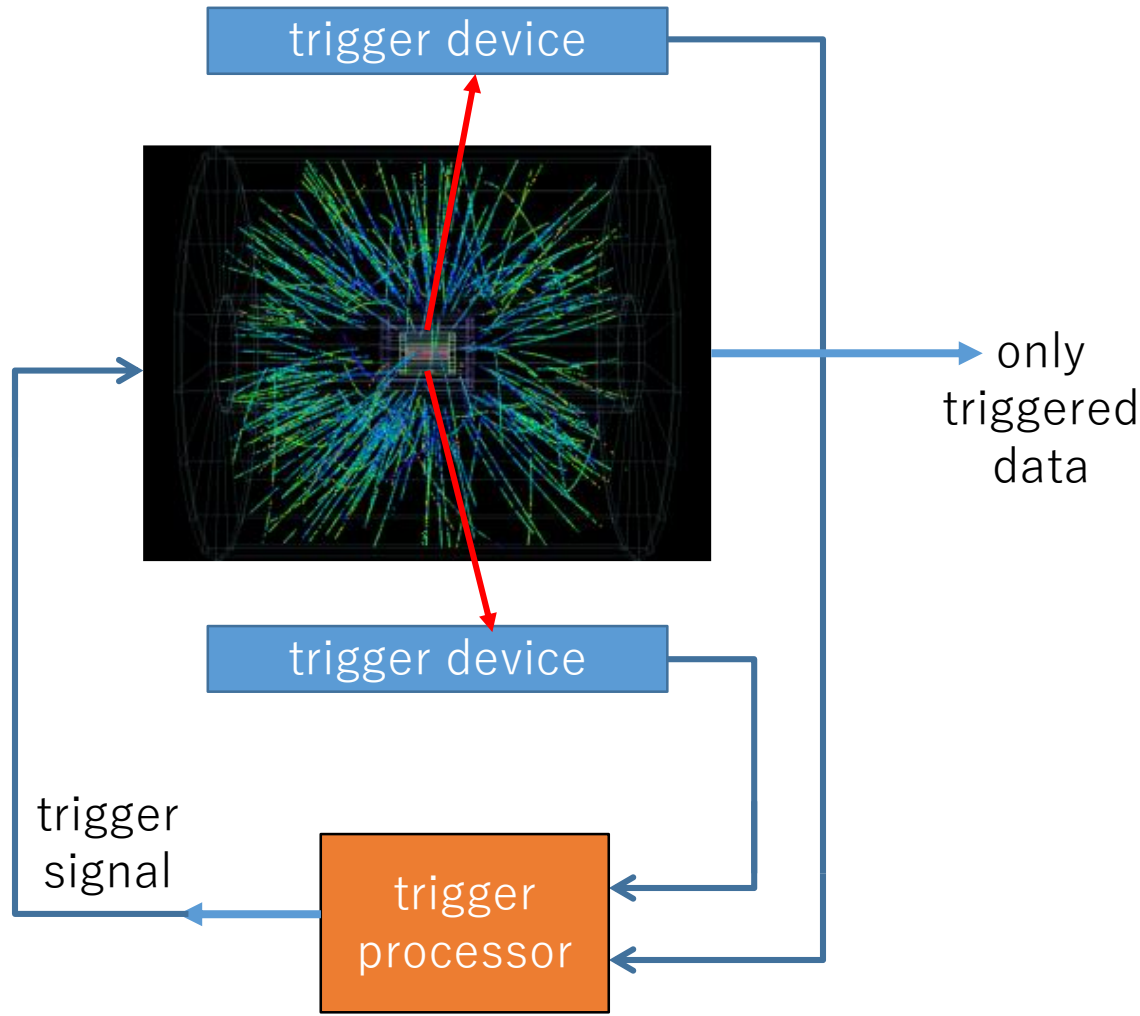 trigger device
only
triggered
data
trigger device
trigger
signal
trigger
processor